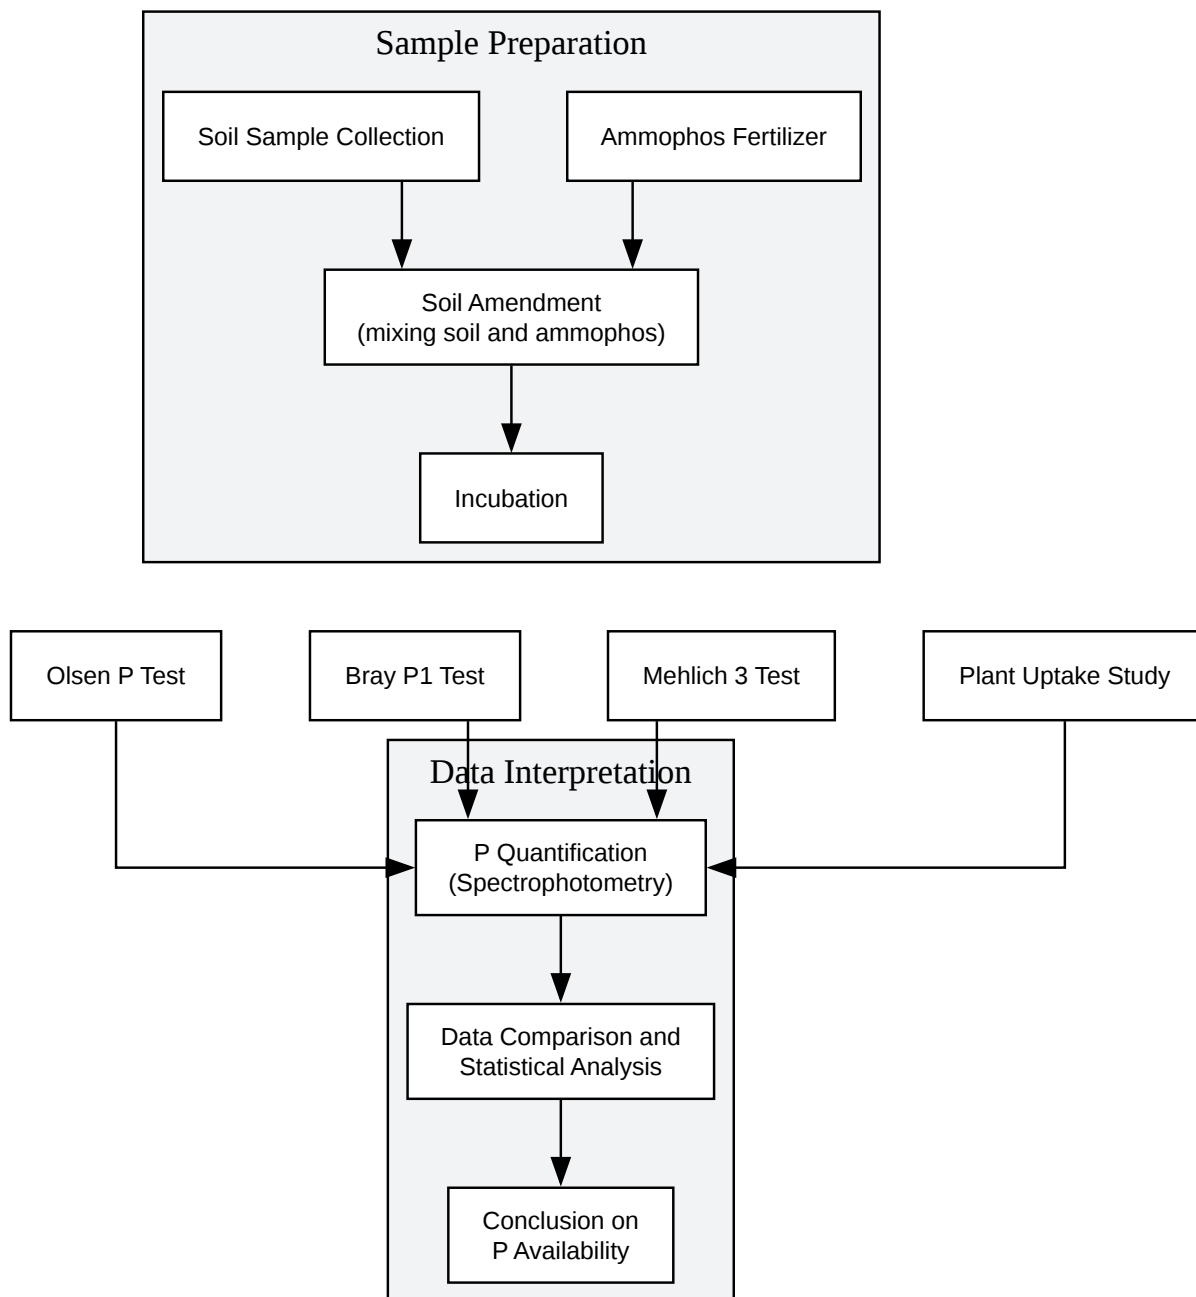 Sample Preparation
Soil Sample Collection
Ammophos Fertilizer
Soil Amendment
(mixing soil and ammophos)
Incubation
Olsen P Test
Bray P1 Test
Mehlich 3 Test
Plant Uptake Study
Data Interpretation
P Quantification
(Spectrophotometry)
Data Comparison and
Statistical Analysis
Conclusion on
P Availability